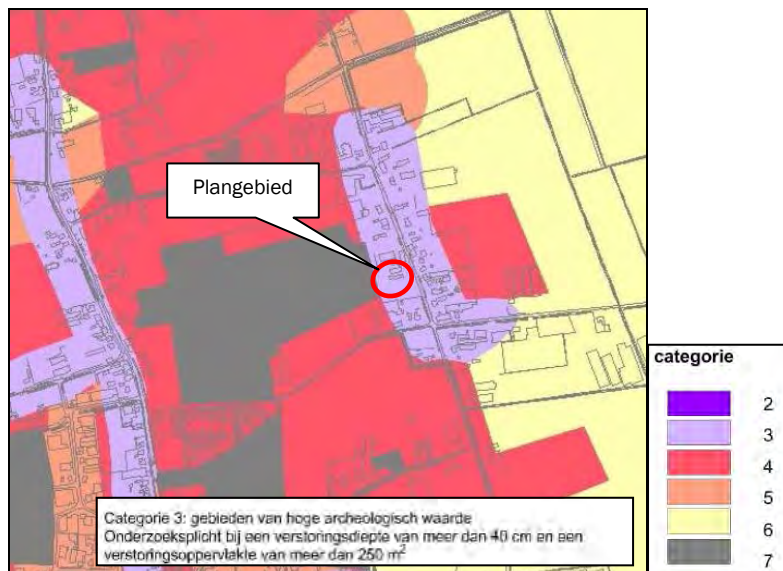 Plangebied
categorie
2
3
4
5
6
7
Categorie 3: gebieden van hoge archeologisch waarde
Onderzoeksplicht bij een verstoringsdiepte van meer dan 40 cm en een
verstoringsoppervlakte van meer dan 250 m²